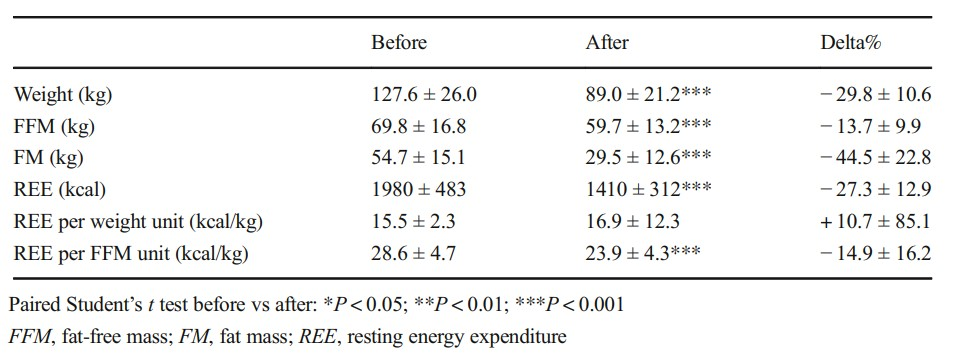 Before After Delta%
Weight (kg) 127.6 ± 26.0 89.0 ± 21.2*** − 29.8 ± 10.6
FFM (kg) 69.8 ± 16.8 59.7 ± 13.2*** − 13.7 ± 9.9
FM (kg) 54.7 ± 15.1 29.5 ± 12.6*** − 44.5 ± 22.8
REE (kcal) 1980 ± 483 1410 ± 312*** − 27.3 ± 12.9
REE per weight unit (kcal/kg) 15.5 ± 2.3 16.9 ± 12.3 + 10.7 ± 85.1
REE per FFM unit (kcal/kg) 28.6 ± 4.7 23.9 ± 4.3*** − 14.9 ± 16.2
Paired Student’s t test before vs after: *P < 0.05; **P < 0.01; ***P < 0.001
FFM, fat-free mass; FM, fat mass; REE, resting energy expenditure